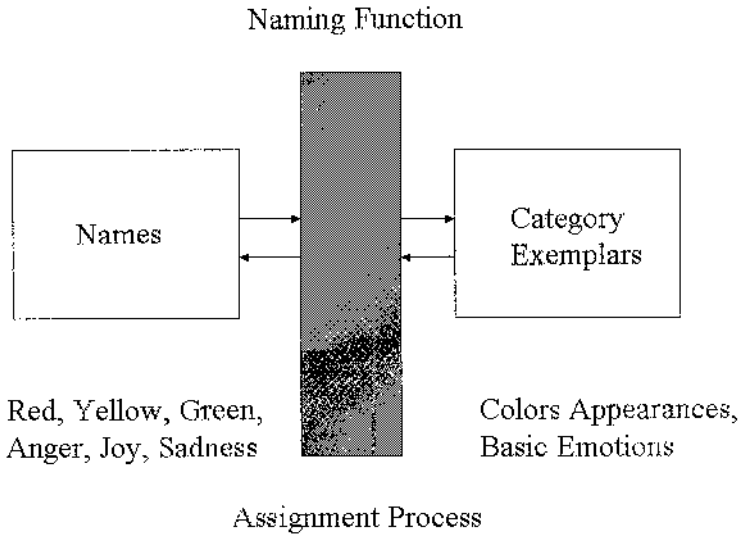 Naming Function
Names
Category
Exemplars
Red, Yellow, Green,
Anger, Joy, Sadness
Colors Appearances,
Basic Emotions
Assignment Process